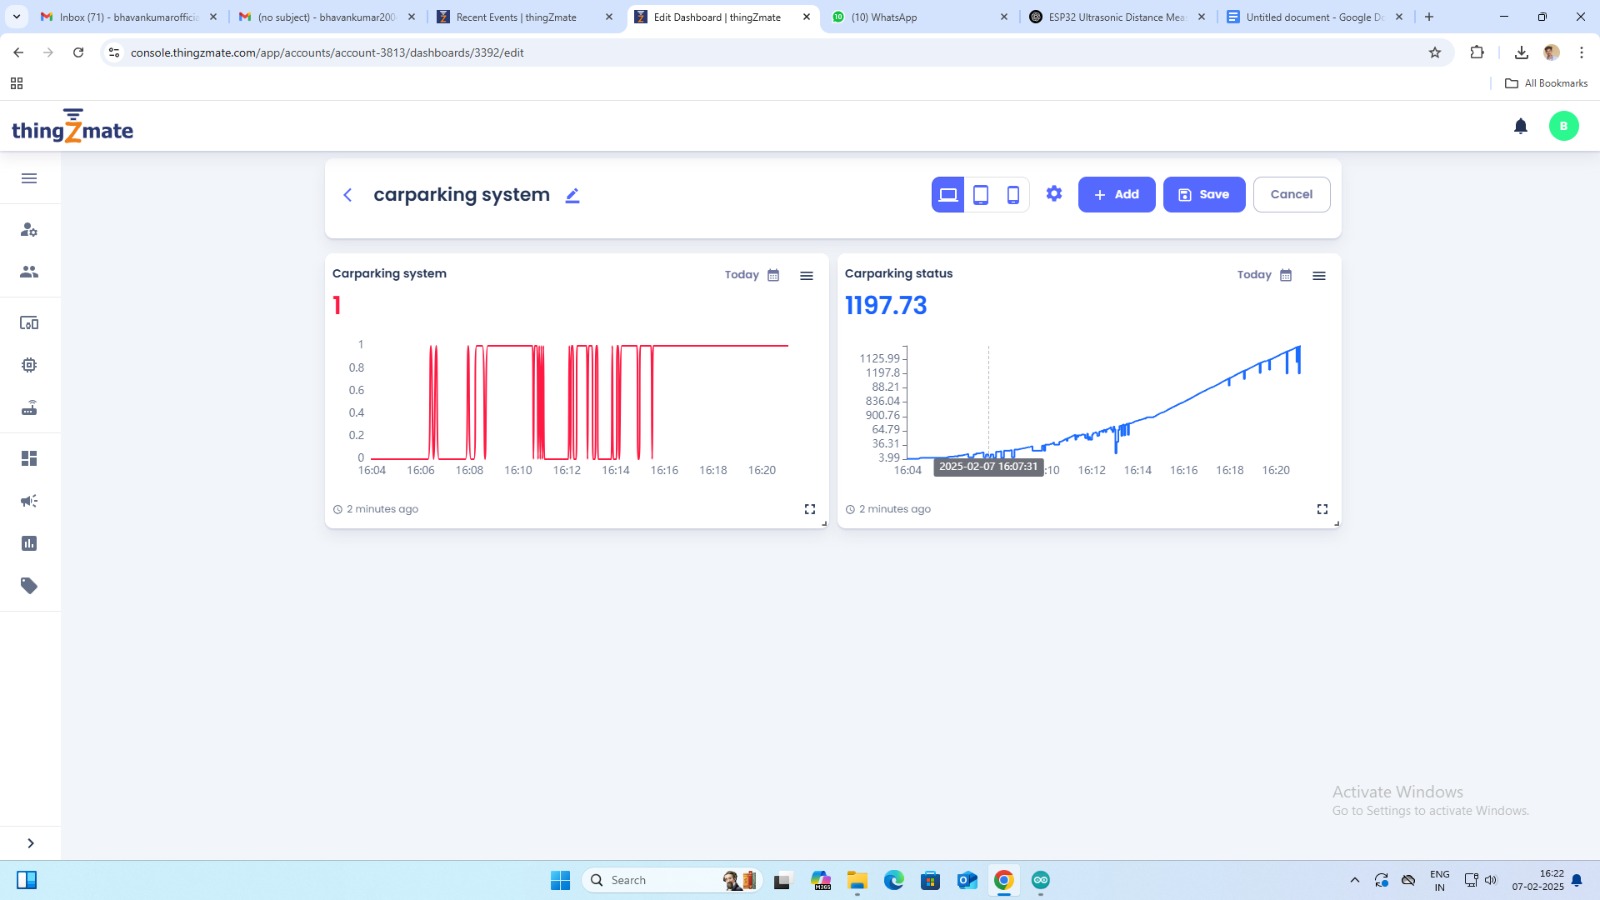 Inbox (71) - bhavankumarofficia
(no subject) - bhavankumar200
Recent Events | thingZmate
Edit Dashboard | thingZmate
(10) WhatsApp
ESP32 Ultrasonic Distance Mea
Untitled document - Google Do
console.thingzmate.com/app/accounts/account-3813/dashboards/3392/edit
All Bookmarks
thingZmate
B
carparking system
Add
Save
Cancel
Carparking system
Today
1
1
0.8
0.6
0.4
0.2
0
16:04 16:06 16:08 16:10 16:12 16:14 16:16 16:18 16:20
2 minutes ago
Carparking status
Today
1197.73
1125.99
1197.8
88.21
836.04
900.76
64.79
36.31
3.99
16:04 :10 16:12 16:14 16:16 16:18 16:20
2025-02-07 16:07:31
2 minutes ago
Activate Windows
Go to Settings to activate Windows.
Search
M365
ENG
IN
16:22
07-02-2025